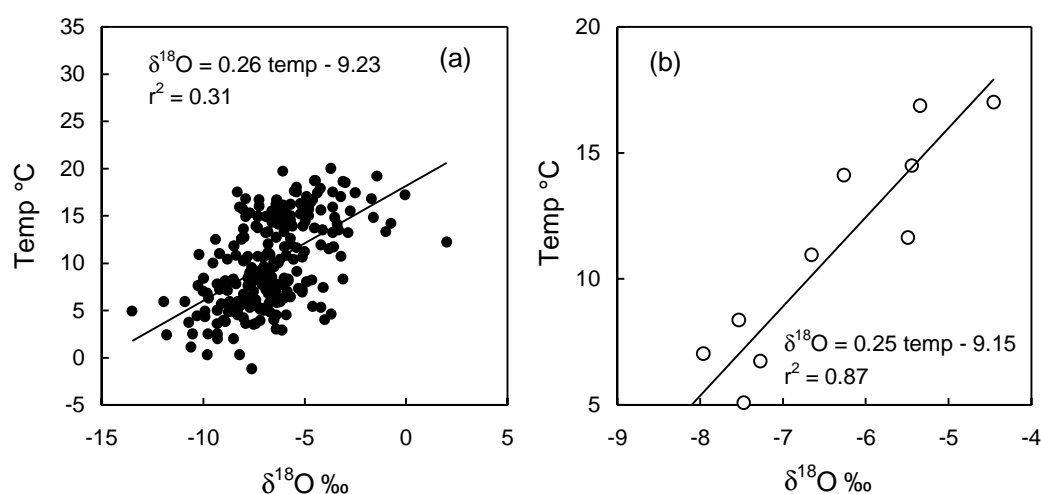 (a)
δ¹⁸O = 0.26 temp - 9.23
r² = 0.31
35
30
25
20
15
10
5
0
-5
Temp °C
-15
-10
-5
0
5
δ¹⁸O ‰
(b)
20
15
10
5
Temp °C
δ¹⁸O = 0.25 temp - 9.15
r² = 0.87
-9
-8
-7
-6
-5
-4
δ¹⁸O ‰